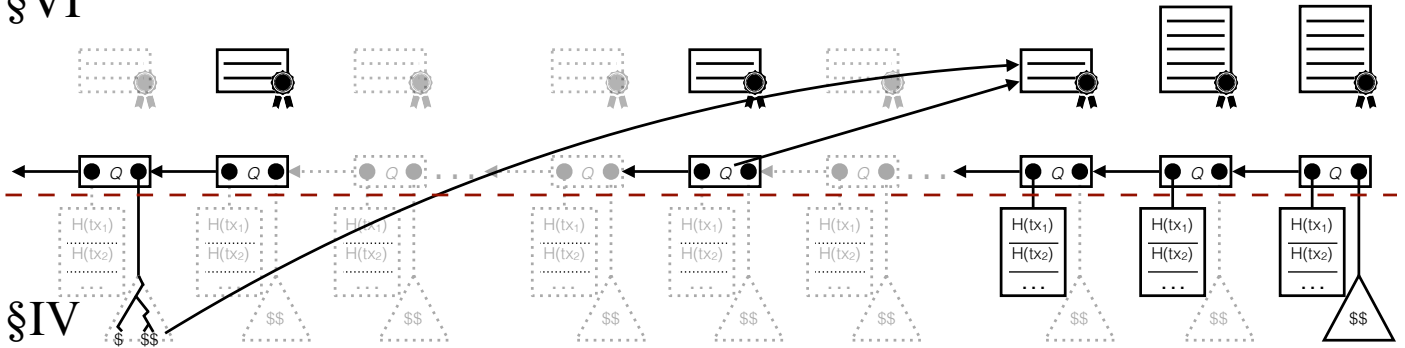 §VI
Q Q Q . . . Q Q Q . . . Q Q Q
H(tx₁) H(tx₁) H(tx₁) H(tx₁) H(tx₁) H(tx₁) H(tx₁) H(tx₁) H(tx₁)
H(tx₂) H(tx₂) H(tx₂) H(tx₂) H(tx₂) H(tx₂) H(tx₂) H(tx₂) H(tx₂)
. . . . . . . . .
§IV $ $$ $$ $$ $$ $$ $$ $$ $$ $$